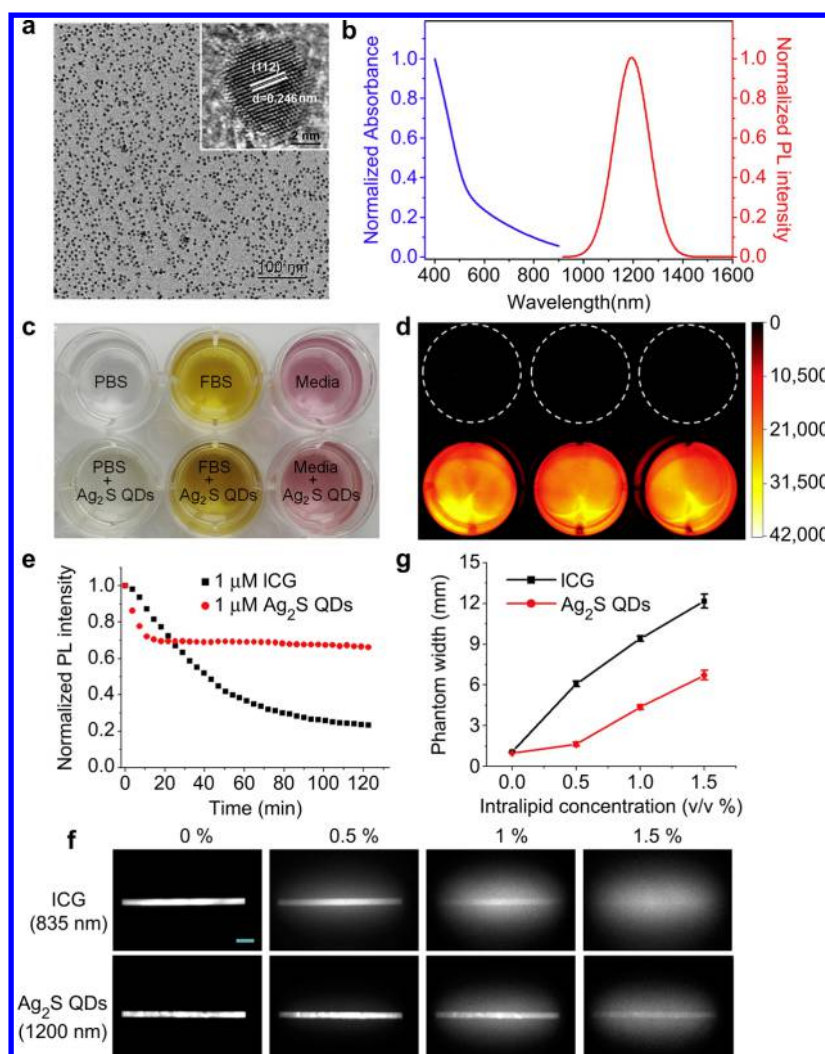 a
(112)
d=0.246nm
2 nm
100 nm
b
Normalized Absorbance
1.0
0.8
0.6
0.4
0.2
0.0
400 600 800 1000 1200 1400 1600
Wavelength(nm)
1.0
0.8
0.6
0.4
0.2
0.0
Normalized PL intensity
c
PBS
FBS
Media
PBS
+
Ag₂S QDs
FBS
+
Ag₂S QDs
Media
+
Ag₂S QDs
d
0
10,500
21,000
31,500
42,000
e
Normalized PL intensity
1.0
0.8
0.6
0.4
0.2
0.0
1 μM ICG
1 μM Ag₂S QDs
0 20 40 60 80 100 120
Time (min)
g
Phantom width (mm)
15
12
9
6
3
0
ICG
Ag₂S QDs
0.0 0.5 1.0 1.5
Intralipid concentration (v/v %)
f
0 % 0.5 % 1 % 1.5 %
ICG
(835 nm)
Ag₂S QDs
(1200 nm)